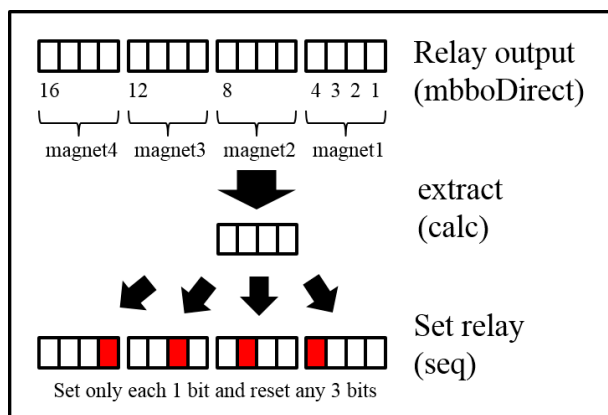 Relay output
(mbboDirect)
16 12 8 4 3 2 1
magnet4 magnet3 magnet2 magnet1
extract
(calc)
Set relay
(seq)
Set only each 1 bit and reset any 3 bits